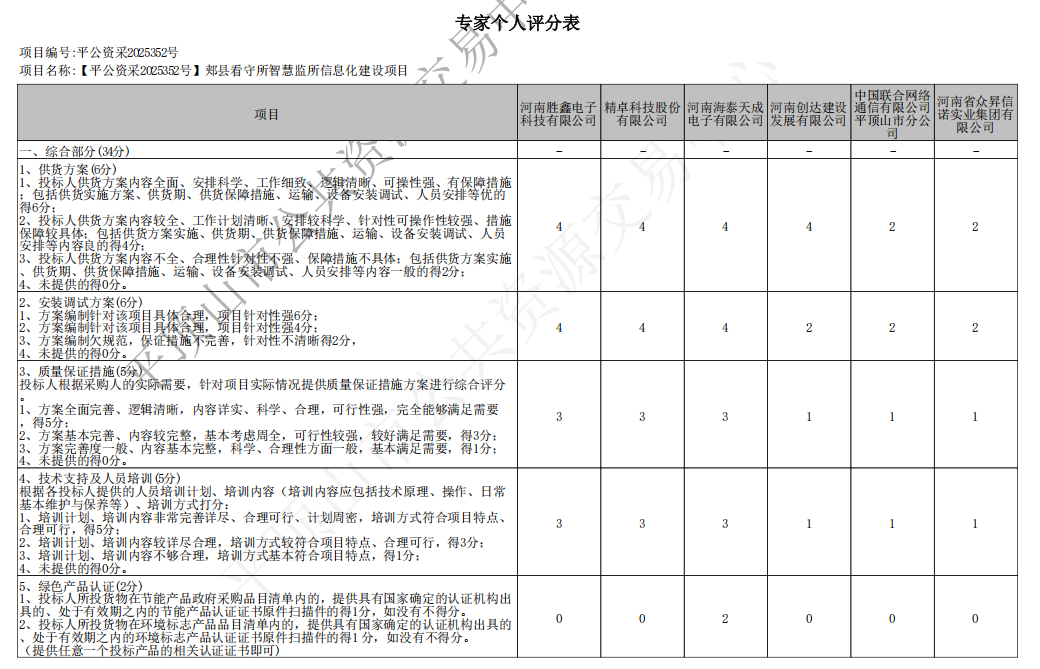 专家个人评分表
项目编号:平公资采2025352号
项目名称:【平公资采2025352号】郏县看守所智慧监所信息化建设项目
项目
河南胜鑫电子
科技有限公司
精卓科技股份
有限公司
河南海泰天成
电子有限公司
河南创达建设
发展有限公司
中国联合网络
通信有限公司
平顶山市分公
司
河南省众昇信
诺实业集团有
限公司
一、综合部分(34分)
– – – – – –
1、供货方案(6分)
1、投标人供货方案内容全面、安排科学、工作细致、逻辑清晰、可操性强、有保障措施
；包括供货实施方案、供货期、供货保障措施、运输、设备安装调试、人员安排等优的
得6分；
2、投标人供货方案内容较全、工作计划清晰、安排较科学、针对性可操作性较强、措施
保障较具体；包括供货方案实施、供货期、供货保障措施、运输、设备安装调试、人员
安排等内容良的得4分；
3、投标人供货方案内容不全、合理性针对性不强、保障措施不具体；包括供货方案实施
、供货期、供货保障措施、运输、设备安装调试、人员安排等内容一般的得2分；
4、未提供的得0分。
4 4 4 4 2 2
2、安装调试方案(6分)
1、方案编制针对该项目具体合理，项目针对性强6分；
2、方案编制针对该项目具体合理，项目针对性强4分；
3、方案编制欠规范，保证措施不完善，针对性不清晰得2分，
4、未提供的得0分。
4 4 4 2 2 2
3、质量保证措施(5分)
投标人根据采购人的实际需要，针对项目实际情况提供质量保证措施方案进行综合评分
。
1、方案全面完善、逻辑清晰，内容详实、科学、合理，可行性强，完全能够满足需要
，得5分；
2、方案基本完善、内容较完整，基本考虑周全，可行性较强，较好满足需要，得3分；
3、方案完善度一般、内容基本完整，科学、合理性方面一般，基本满足需要，得1分；
4、未提供的得0分。
3 3 3 1 1 1
4、技术支持及人员培训(5分)
根据各投标人提供的人员培训计划、培训内容（培训内容应包括技术原理、操作、日常
基本维护与保养等）、培训方式打分；
1、培训计划、培训内容非常完善详尽、合理可行、计划周密，培训方式符合项目特点、
合理可行，得5分；
2、培训计划、培训内容较详尽合理，培训方式较符合项目特点、合理可行，得3分；
3、培训计划、培训内容不够合理，培训方式基本符合项目特点，得1分；
4、未提供的得0分。
3 3 3 1 1 1
5、绿色产品认证(2分)
1、投标人所投货物在节能产品政府采购品目清单内的，提供具有国家确定的认证机构出
具的、处于有效期之内的节能产品认证证书原件扫描件的得1分，如没有不得分。
2、投标人所投货物在环境标志产品品目清单内的，提供具有国家确定的认证机构出具的
、处于有效期之内的环境标志产品认证证书原件扫描件的得1 分，如没有不得分。
（提供任意一个投标产品的相关认证证书即可）
0 0 2 0 0 0
平顶山市公共资源交易中
平顶山市公共资源交易中心